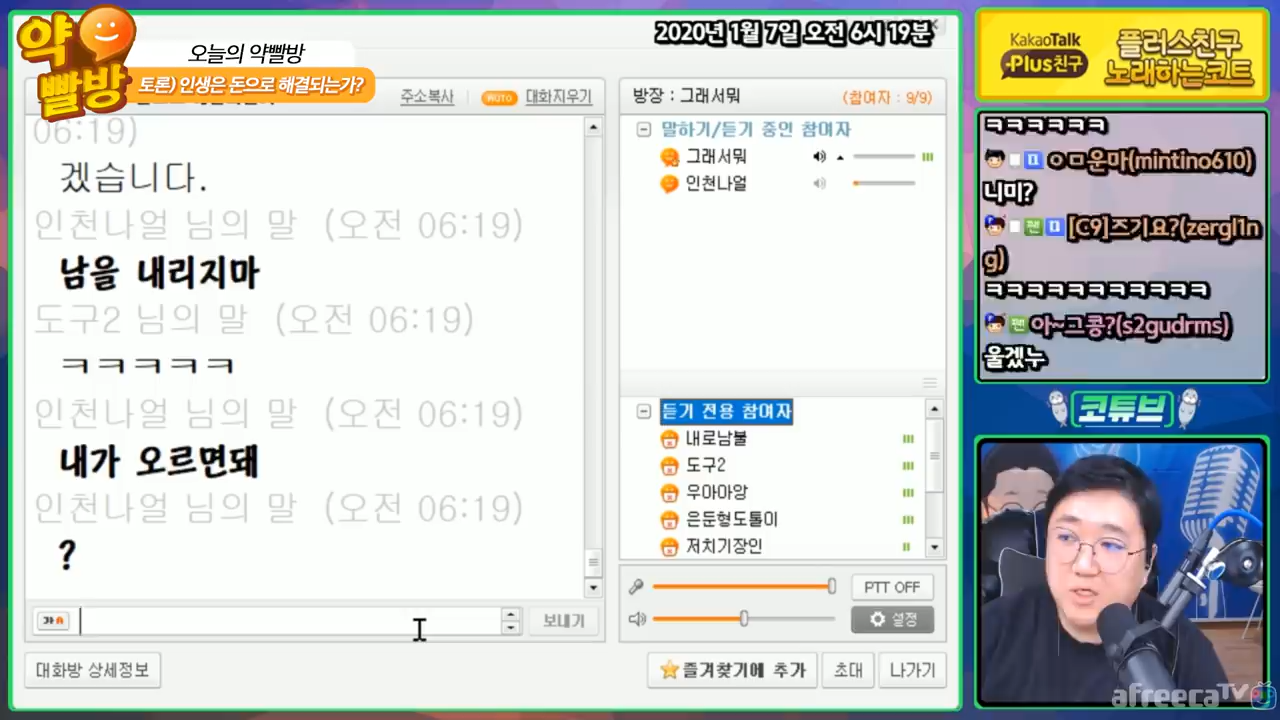 약빨방
오늘의 약빨방
토론) 인생은 돈으로 해결되는가?
2020년 1월 7일 오전 6시 19분
주소복사
AUTO
대화지우기
06:19)
겠습니다.
인천나얼 님의 말 (오전 06:19)
남을 내리지마
도구2 님의 말 (오전 06:19)
ㅋㅋㅋㅋㅋ
인천나얼 님의 말 (오전 06:19)
내가 오르면돼
인천나얼 님의 말 (오전 06:19)
?
가가
보내기
대화방 상세정보
방장 : 그래서뭐
(참여자 : 9/9)
말하기/듣기 중인 참여자
그래서뭐
인천나얼
듣기 전용 참여자
내로남불
도구2
우아아앙
은둔형도톨이
저치기장인
PTT OFF
설정
즐겨찾기에 추가
초대
나가기
KakaoTalk
Plus친구
플러스친구
노래하는코트
ㅋㅋㅋㅋㅋㅋ
ㅇㅁ운마(mintino610)
니미?
팬
[C9]즈기요?(zergl1n
g)
ㅋㅋㅋㅋㅋㅋㅋㅋㅋㅋㅋ
팬 아~그콩?(s2gudrms)
울겠누
코튜브
afreecaTV